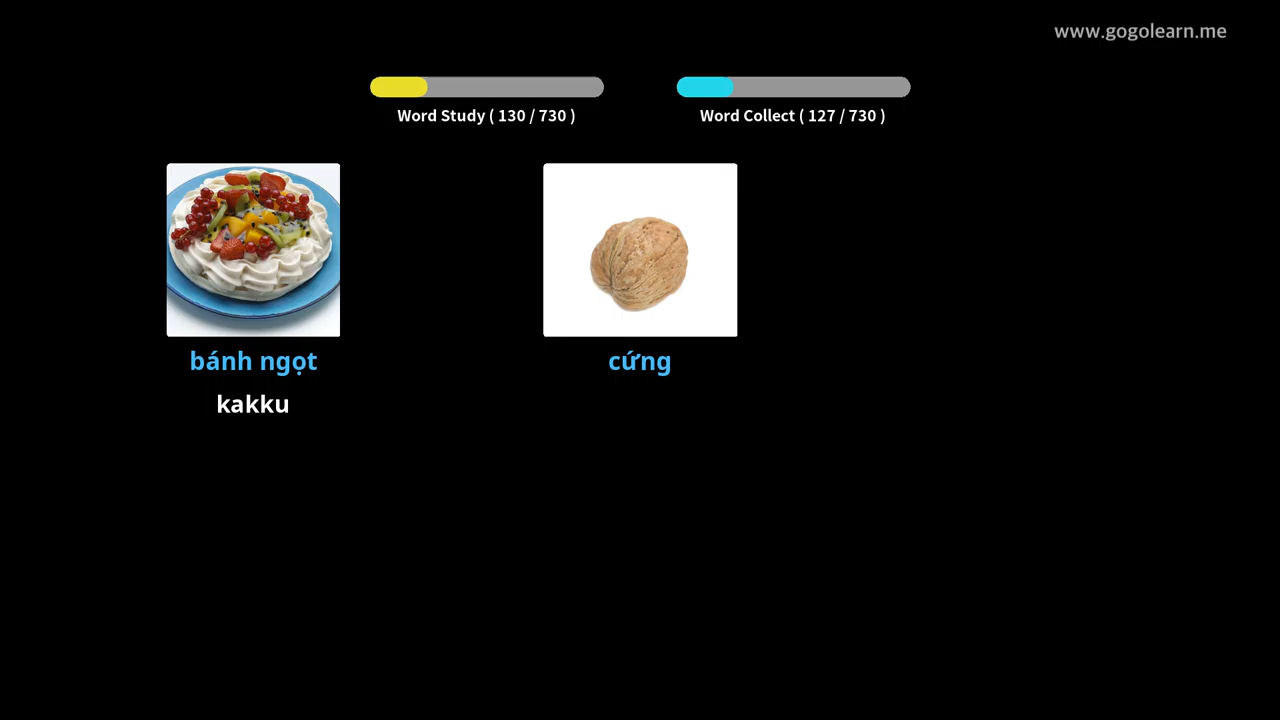 www.gogolearn.me
Word Study ( 130 / 730 )
Word Collect ( 127 / 730 )
bánh ngọt
cứng
kakku